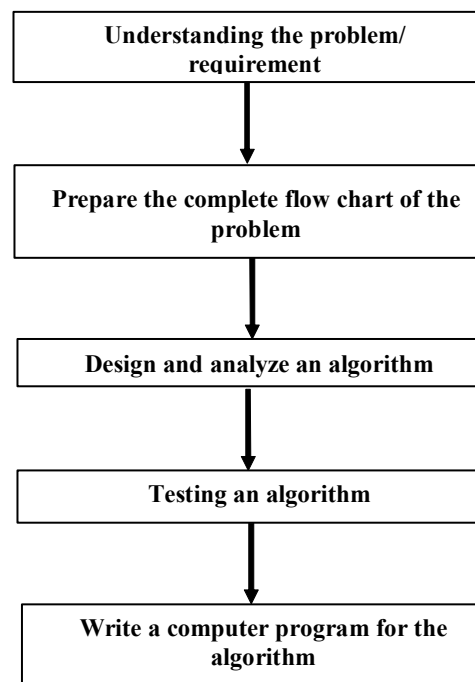 Understanding the problem/
requirement
Prepare the complete flow chart of the
problem
Design and analyze an algorithm
Testing an algorithm
Write a computer program for the
algorithm